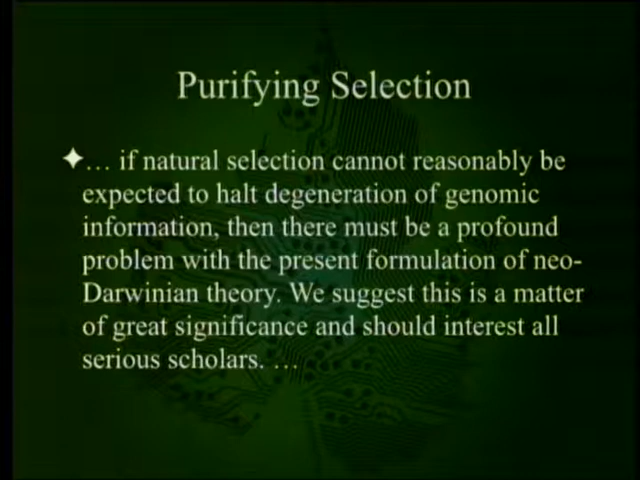 Purifying Selection
✦… if natural selection cannot reasonably be
expected to halt degeneration of genomic
information, then there must be a profound
problem with the present formulation of neo-
Darwinian theory. We suggest this is a matter
of great significance and should interest all
serious scholars. …